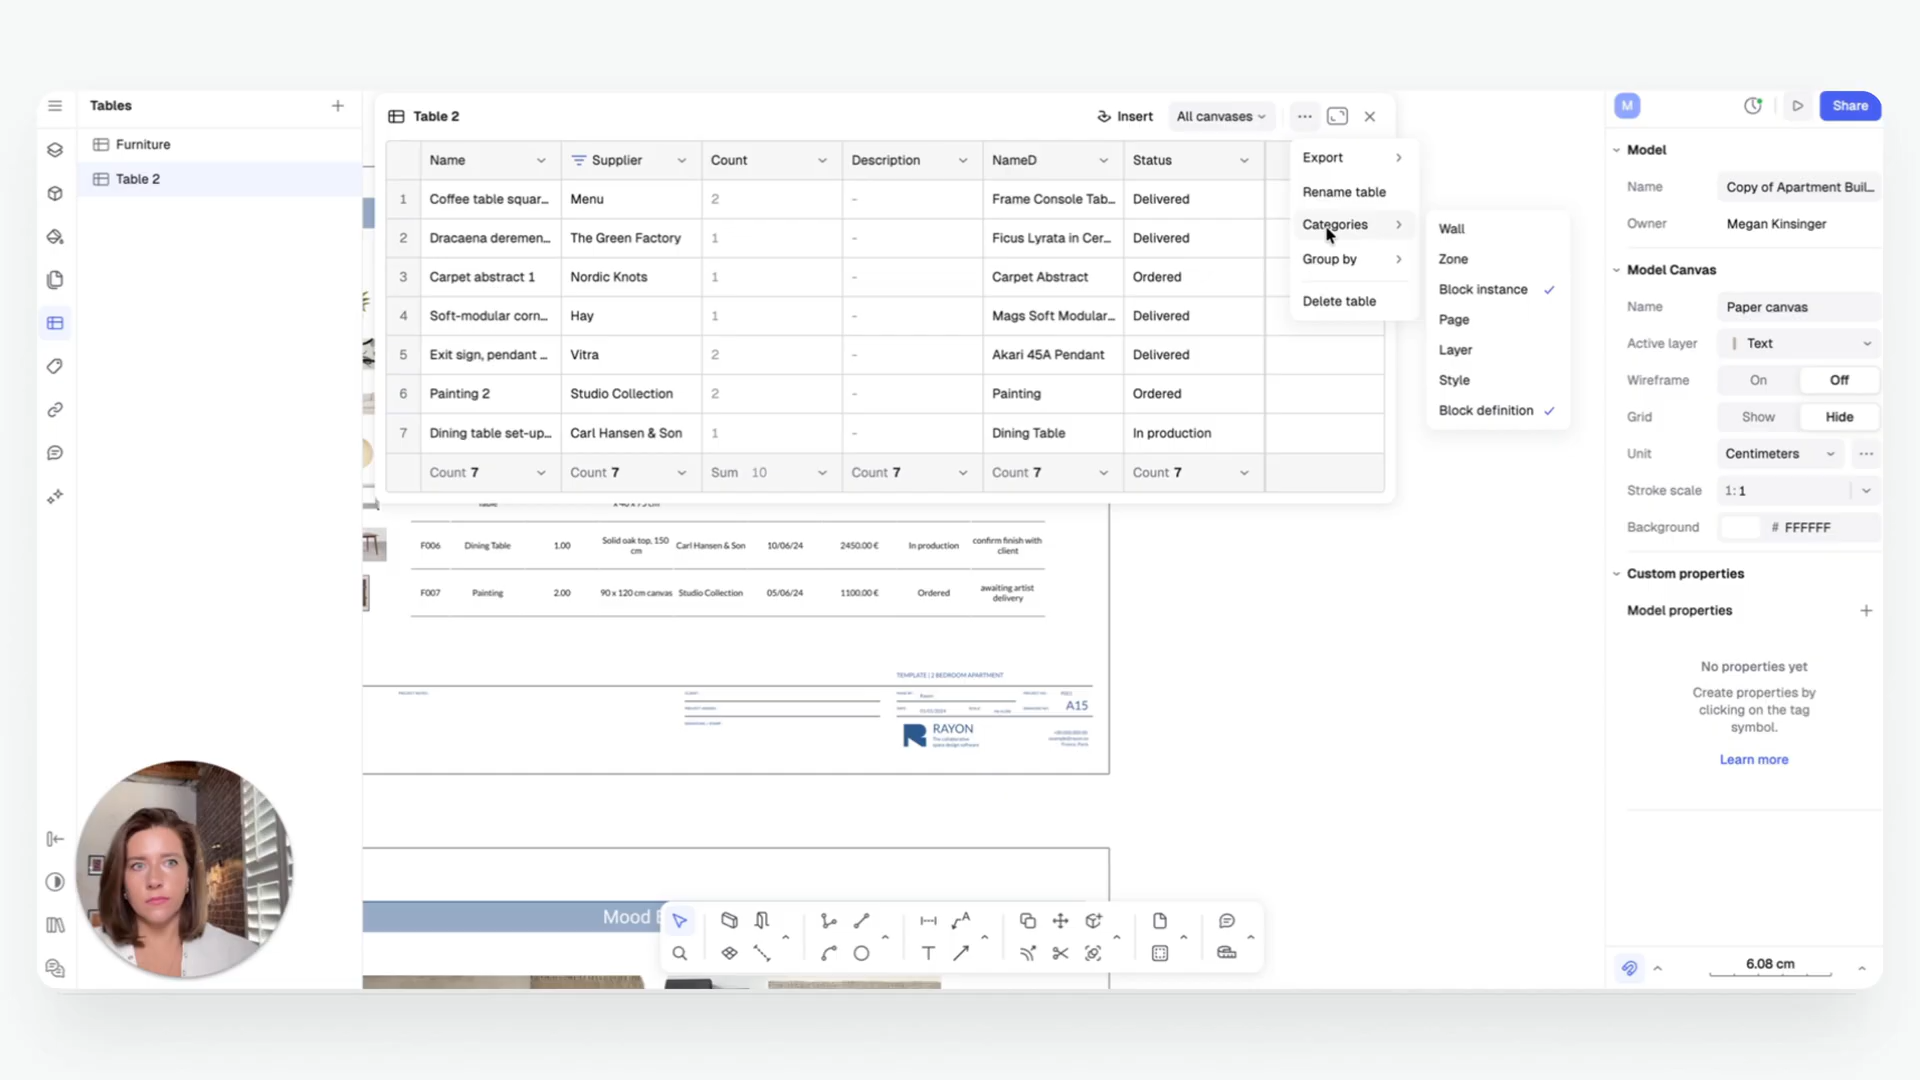 Tables
Furniture
Table 2
Table 2
Insert
All canvases
Name
Supplier
Count
Description
NameD
Status
1
Coffee table squar...
Menu
2
-
Frame Console Tab...
Delivered
2
Dracaena deremen...
The Green Factory
1
-
Ficus Lyrata in Cer...
Delivered
3
Carpet abstract 1
Nordic Knots
1
-
Carpet Abstract
Ordered
4
Soft-modular corn...
Hay
1
-
Mags Soft Modular...
Delivered
5
Exit sign, pendant ...
Vitra
2
-
Akari 45A Pendant
Delivered
6
Painting 2
Studio Collection
2
-
Painting
Ordered
7
Dining table set-up...
Carl Hansen & Son
1
-
Dining Table
In production
Count 7
Count 7
Sum 10
Count 7
Count 7
Count 7
Export
Rename table
Categories
Group by
Delete table
Wall
Zone
Block instance
Page
Layer
Style
Block definition
F006
Dining Table
1.00
Solid oak top, 150
cm
Carl Hansen & Son
10/06/24
2450.00 €
In production
confirm finish with
client
F007
Painting
2.00
90 x 120 cm canvas
Studio Collection
05/06/24
1100.00 €
Ordered
awaiting artist
delivery
TEMPLATE | 2 BEDROOM APARTMENT
A15
RAYON
The collaborative
space design software
Mood
M
Share
Model
Name
Copy of Apartment Buil...
Owner
Megan Kinsinger
Model Canvas
Name
Paper canvas
Active layer
Text
Wireframe
On
Off
Grid
Show
Hide
Unit
Centimeters
Stroke scale
1: 1
Background
# FFFFFF
Custom properties
Model properties
No properties yet
Create properties by
clicking on the tag
symbol.
Learn more
6.08 cm